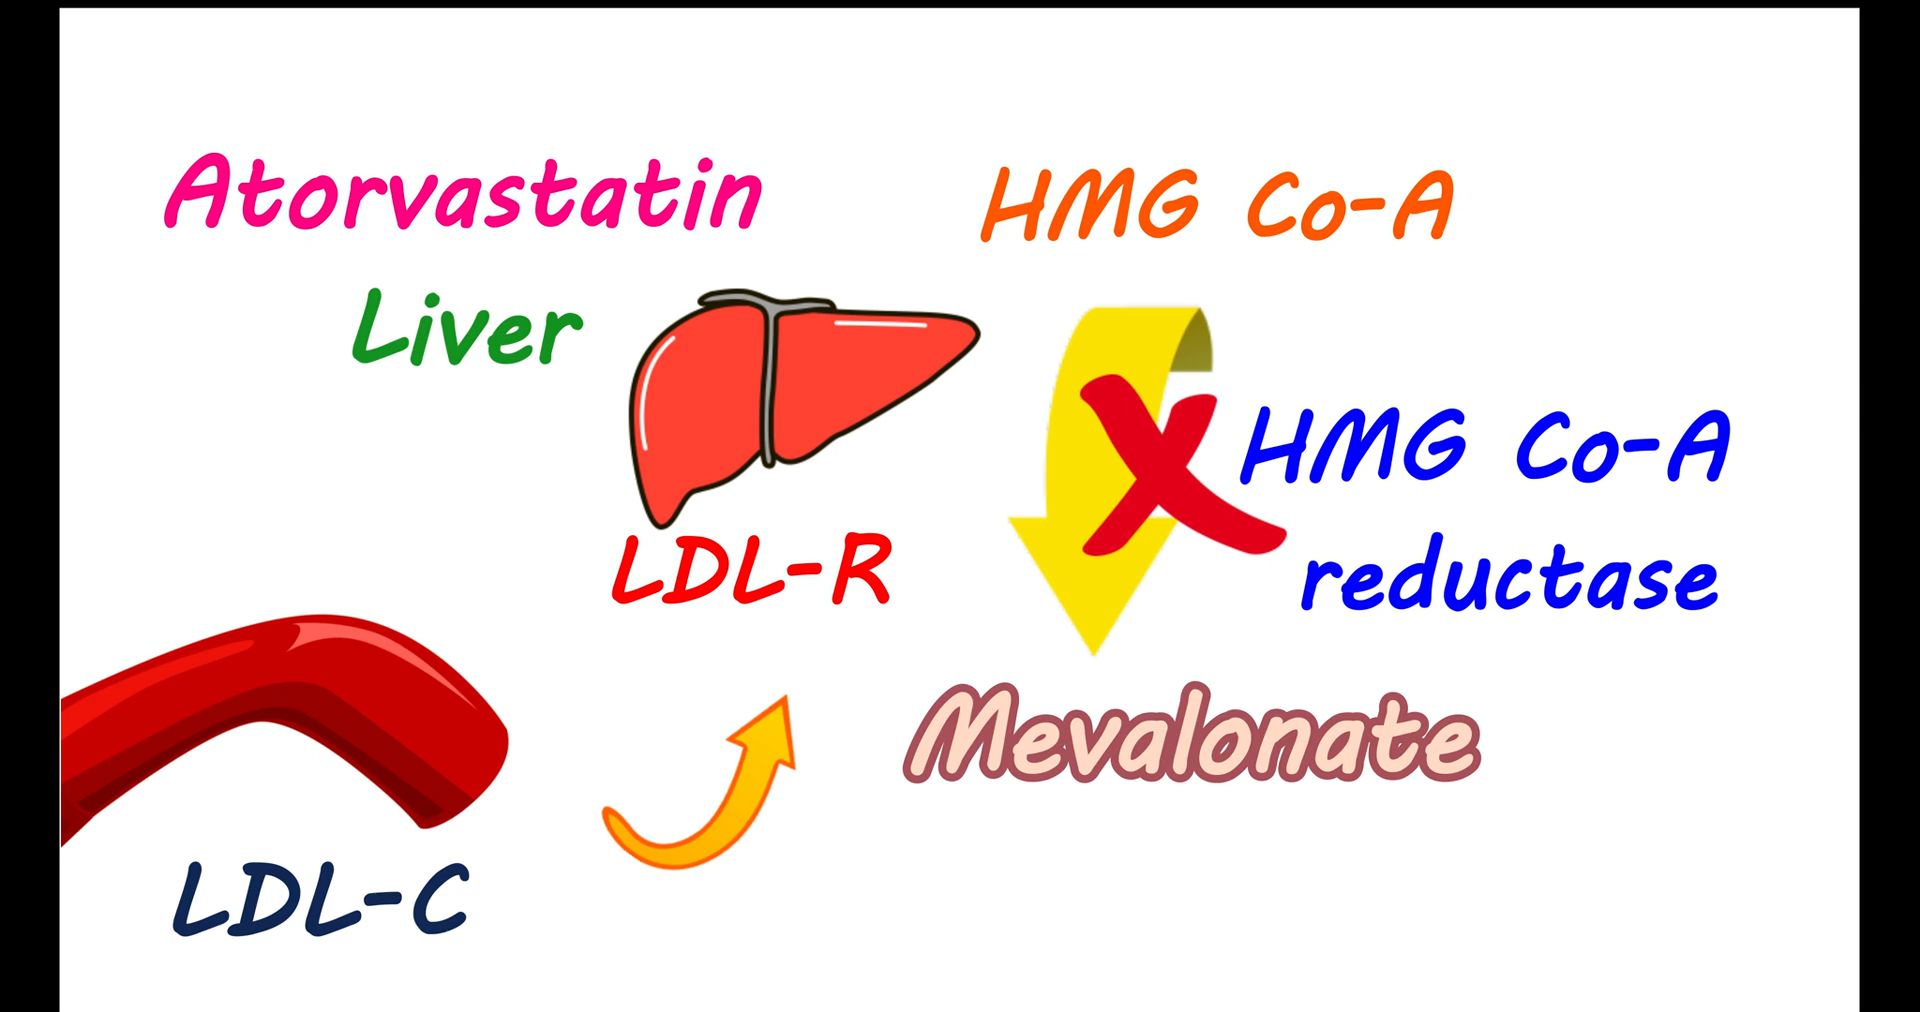 Atorvastatin
HMG Co-A
Liver
HMG Co-A
reductase
LDL-R
Mevalonate
LDL-C